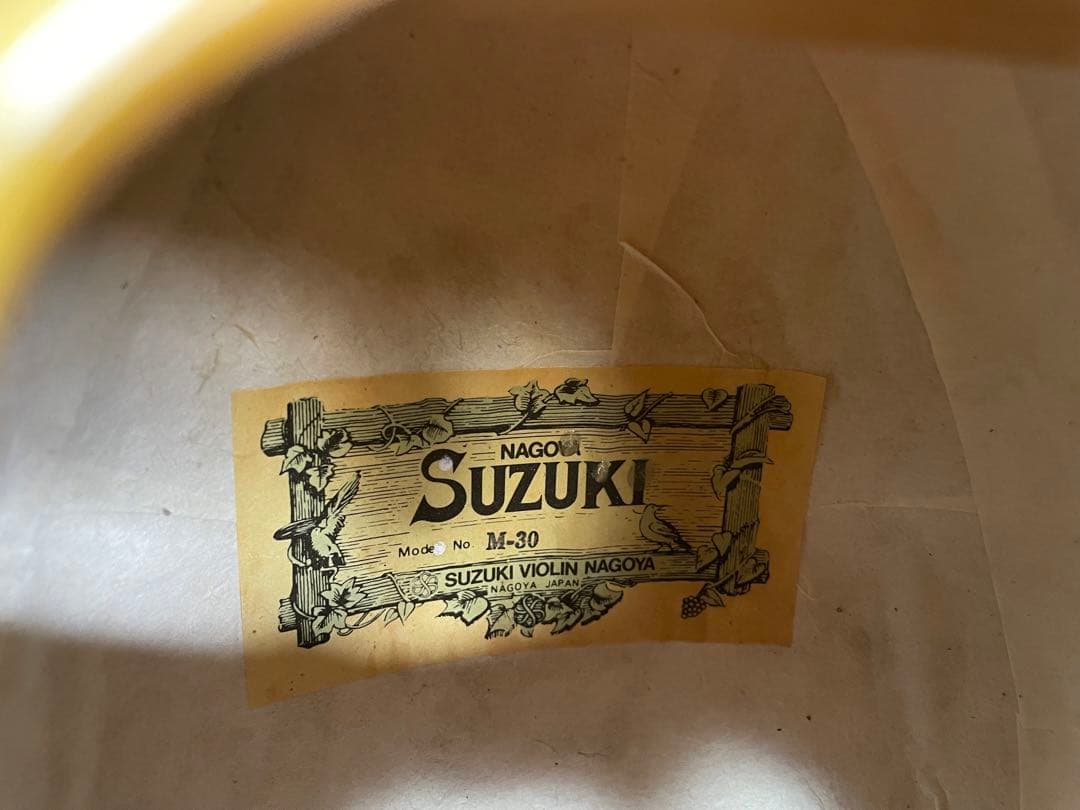 NAGOYA
SUZUKI
Model No. M-30
SUZUKI VIOLIN NAGOYA
NAGOYA JAPAN